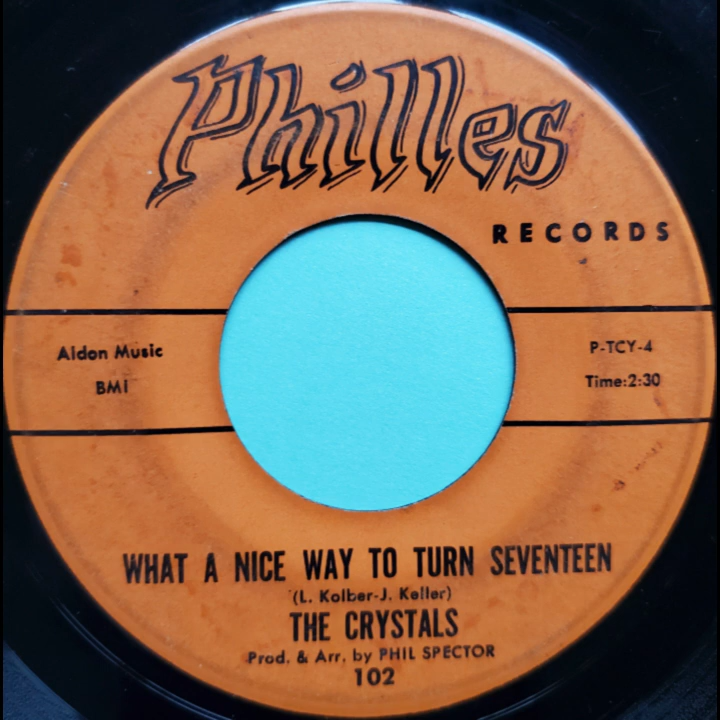 Philles
RECORDS
Aldon Music
BMI
P-TCY-4
Time:2:30
WHAT A NICE WAY TO TURN SEVENTEEN
(L. Kolber-J. Keller)
THE CRYSTALS
Prod. & Arr. by PHIL SPECTOR
102